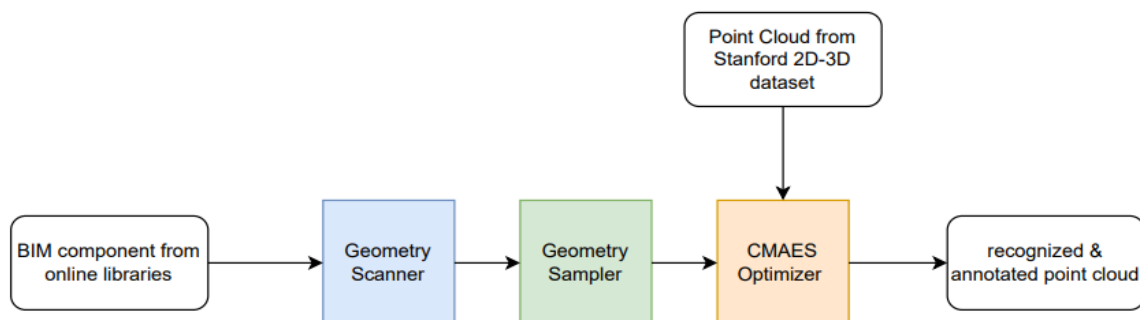 Point Cloud from
Stanford 2D-3D
dataset
BIM component from
online libraries
Geometry
Scanner
Geometry
Sampler
CMAES
Optimizer
recognized &
annotated point cloud